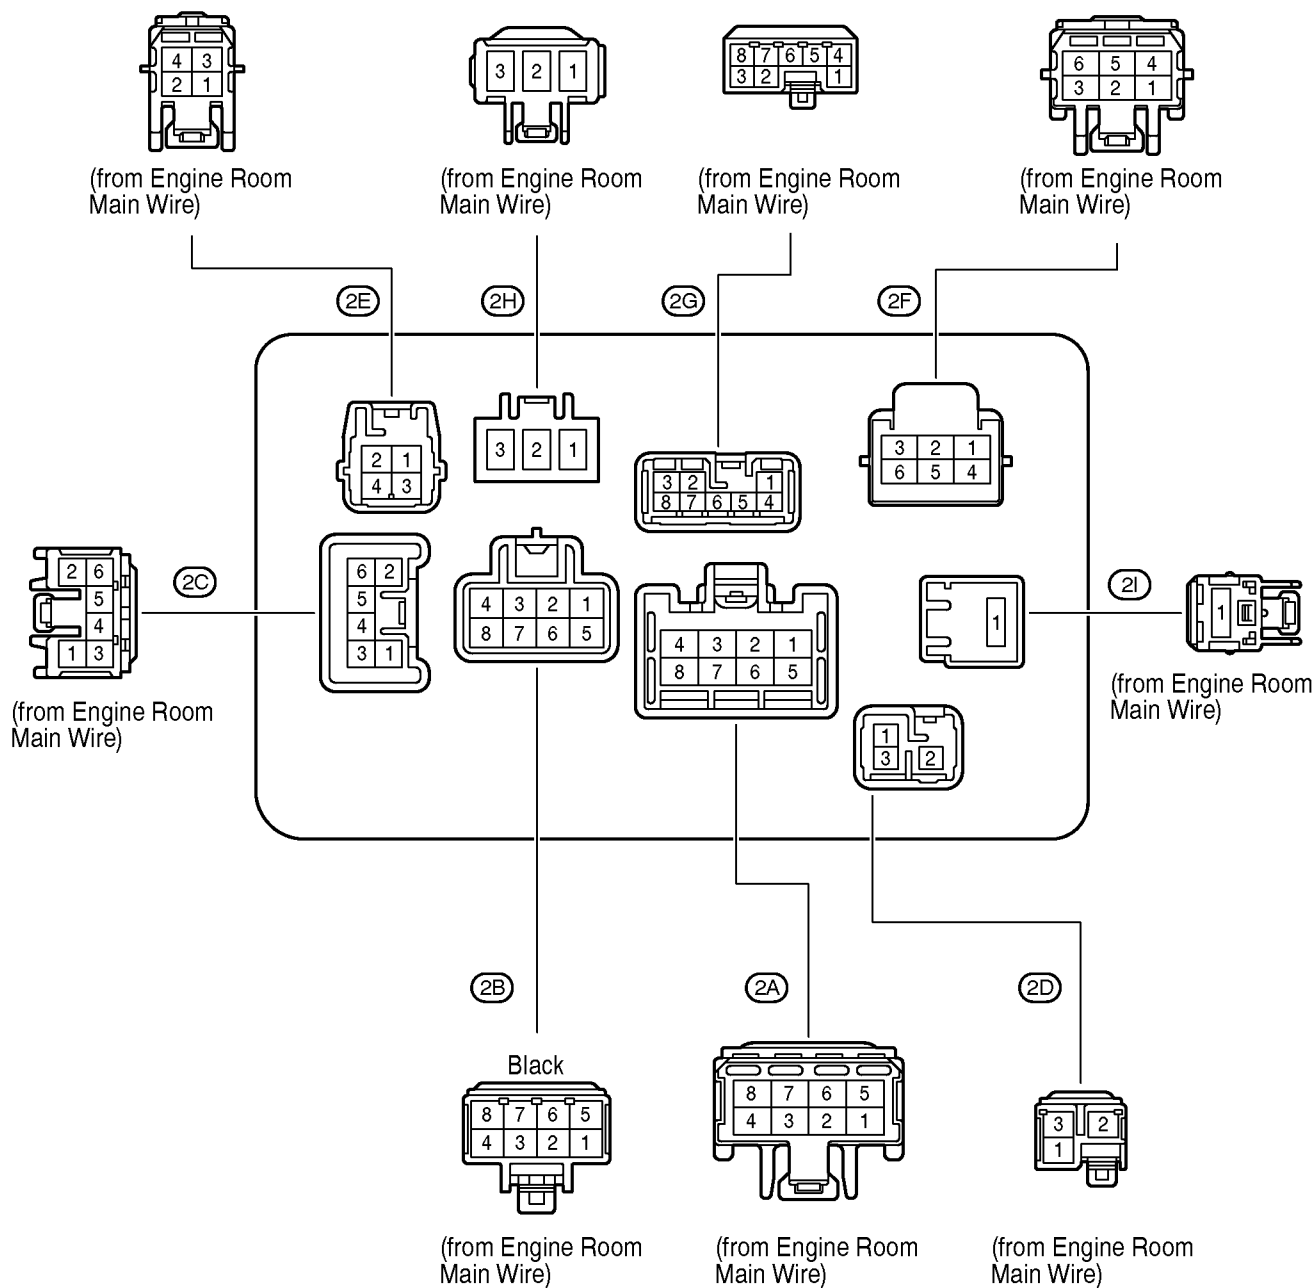 4 3
2 1
(from Engine Room
Main Wire)
3 2 1
(from Engine Room
Main Wire)
8 7 6 5 4
3 2 1
(from Engine Room
Main Wire)
6 5 4
3 2 1
(from Engine Room
Main Wire)
2E
2H
2G
2F
2 1
4 3
3 2 1
3 2 1
8 7 6 5 4
3 2 1
6 5 4
2 6
5
4
1 3
(from Engine Room
Main Wire)
2C
6 2
5
4
3 1
4 3 2 1
8 7 6 5
4 3 2 1
8 7 6 5
1
2I
1
(from Engine Room
Main Wire)
1
3 2
2B
2A
2D
Black
8 7 6 5
4 3 2 1
(from Engine Room
Main Wire)
8 7 6 5
4 3 2 1
(from Engine Room
Main Wire)
3 2
1
(from Engine Room
Main Wire)